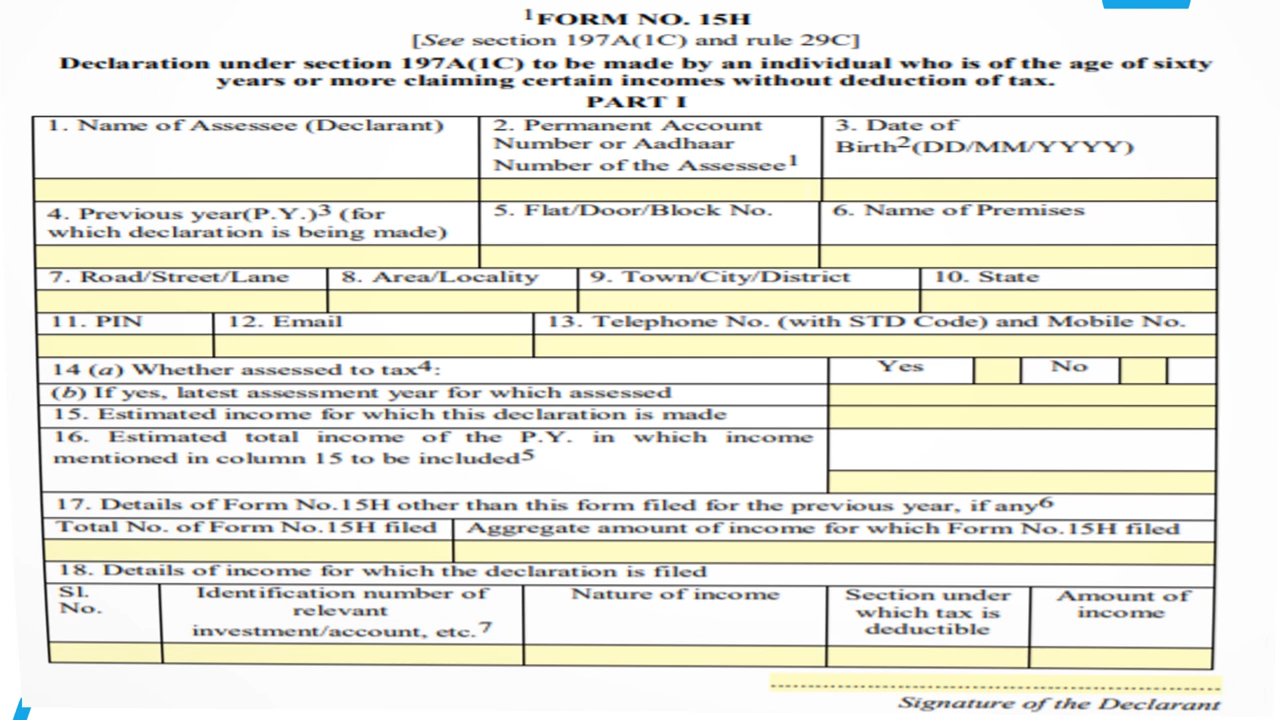 ¹FORM NO. 15H
[See section 197A(1C) and rule 29C]
Declaration under section 197A(1C) to be made by an individual who is of the age of sixty
years or more claiming certain incomes without deduction of tax.
PART I
1. Name of Assessee (Declarant)
2. Permanent Account
Number or Aadhaar
Number of the Assessee¹
3. Date of
Birth²(DD/MM/YYYY)
4. Previous year(P.Y.)³ (for
which declaration is being made)
5. Flat/Door/Block No.
6. Name of Premises
7. Road/Street/Lane
8. Area/Locality
9. Town/City/District
10. State
11. PIN
12. Email
13. Telephone No. (with STD Code) and Mobile No.
14 (a) Whether assessed to tax⁴:
Yes
No
(b) If yes, latest assessment year for which assessed
15. Estimated income for which this declaration is made
16. Estimated total income of the P.Y. in which income
mentioned in column 15 to be included⁵
17. Details of Form No.15H other than this form filed for the previous year, if any⁶
Total No. of Form No.15H filed
Aggregate amount of income for which Form No.15H filed
18. Details of income for which the declaration is filed
Sl.
No.
Identification number of
relevant
investment/account, etc.⁷
Nature of income
Section under
which tax is
deductible
Amount of
income
Signature of the Declarant